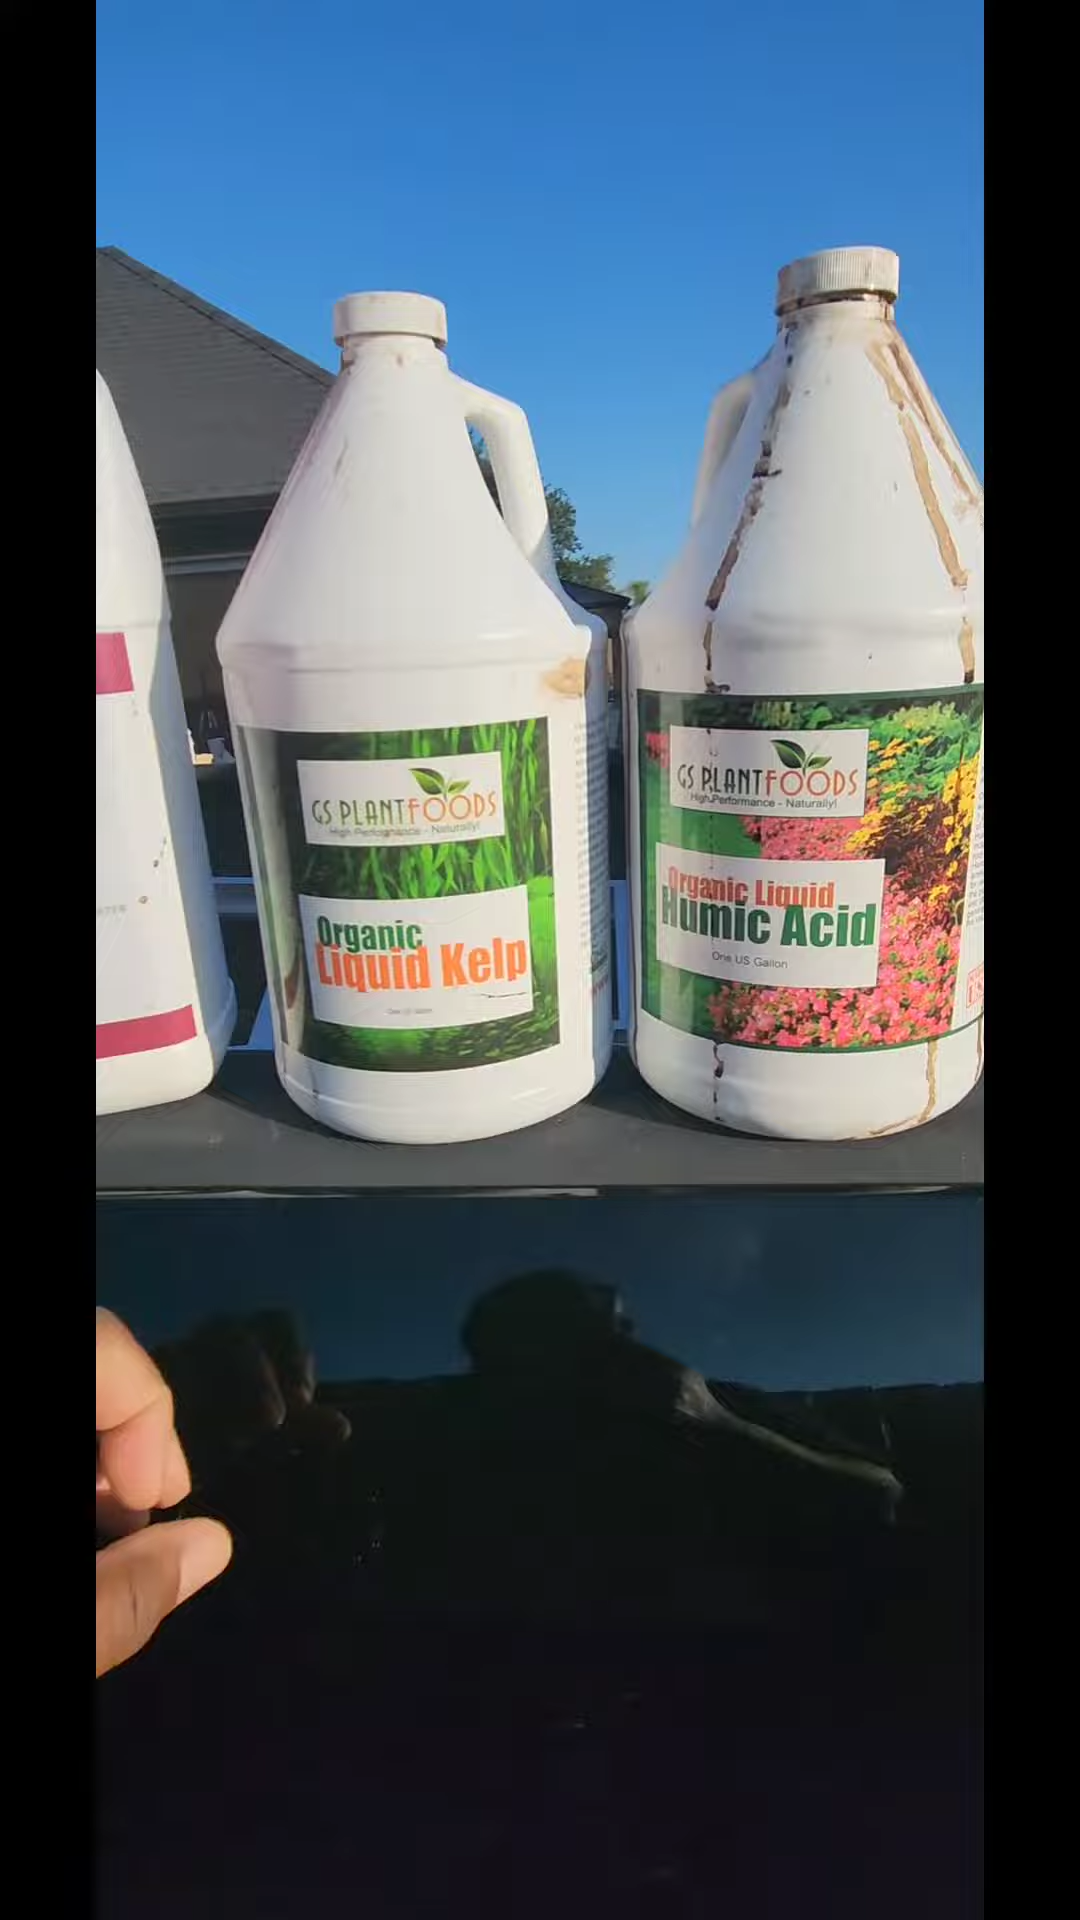 GS PLANTFOODS
High Performance - Naturally!
Organic
Liquid Kelp
GS PLANTFOODS
High Performance - Naturally!
Organic Liquid
Humic Acid
One US Gallon